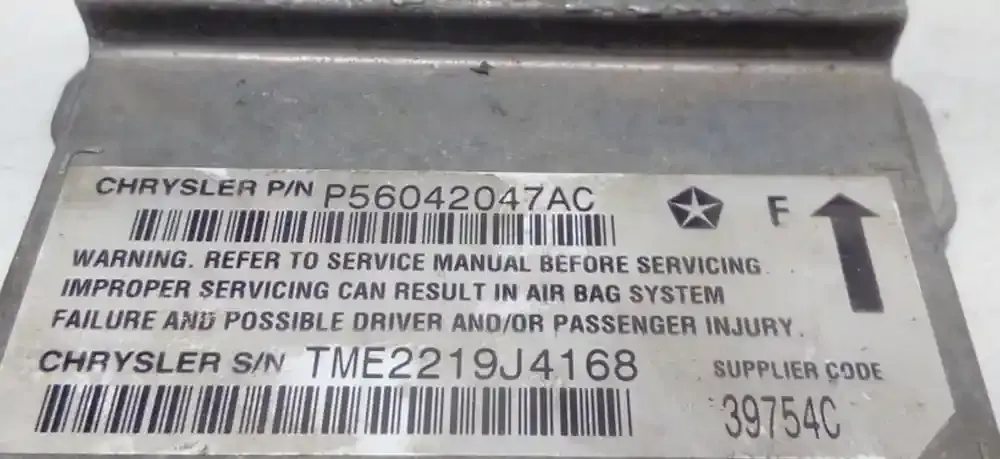 CHRYSLER P/N P56042047AC
F
WARNING. REFER TO SERVICE MANUAL BEFORE SERVICING.
IMPROPER SERVICING CAN RESULT IN AIR BAG SYSTEM
FAILURE AND POSSIBLE DRIVER AND/OR PASSENGER INJURY.
CHRYSLER S/N TME2219J4168
SUPPLIER CODE
39754C